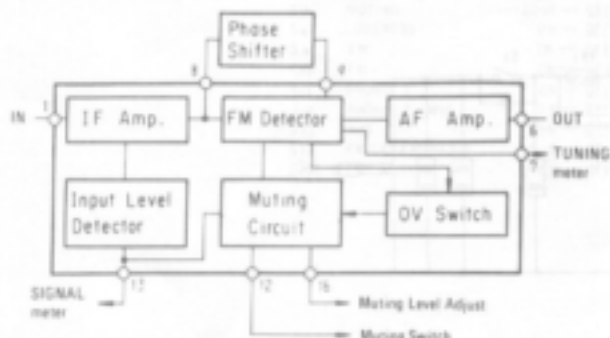 Phase
Shifter
8
9
IN
1
IF Amp.
FM Detector
AF Amp.
6
OUT
7
TUNING
meter
Input Level
Detector
Muting
Circuit
OV Switch
13
12
16
SIGNAL
meter
Muting Level Adjust
Muting Switch